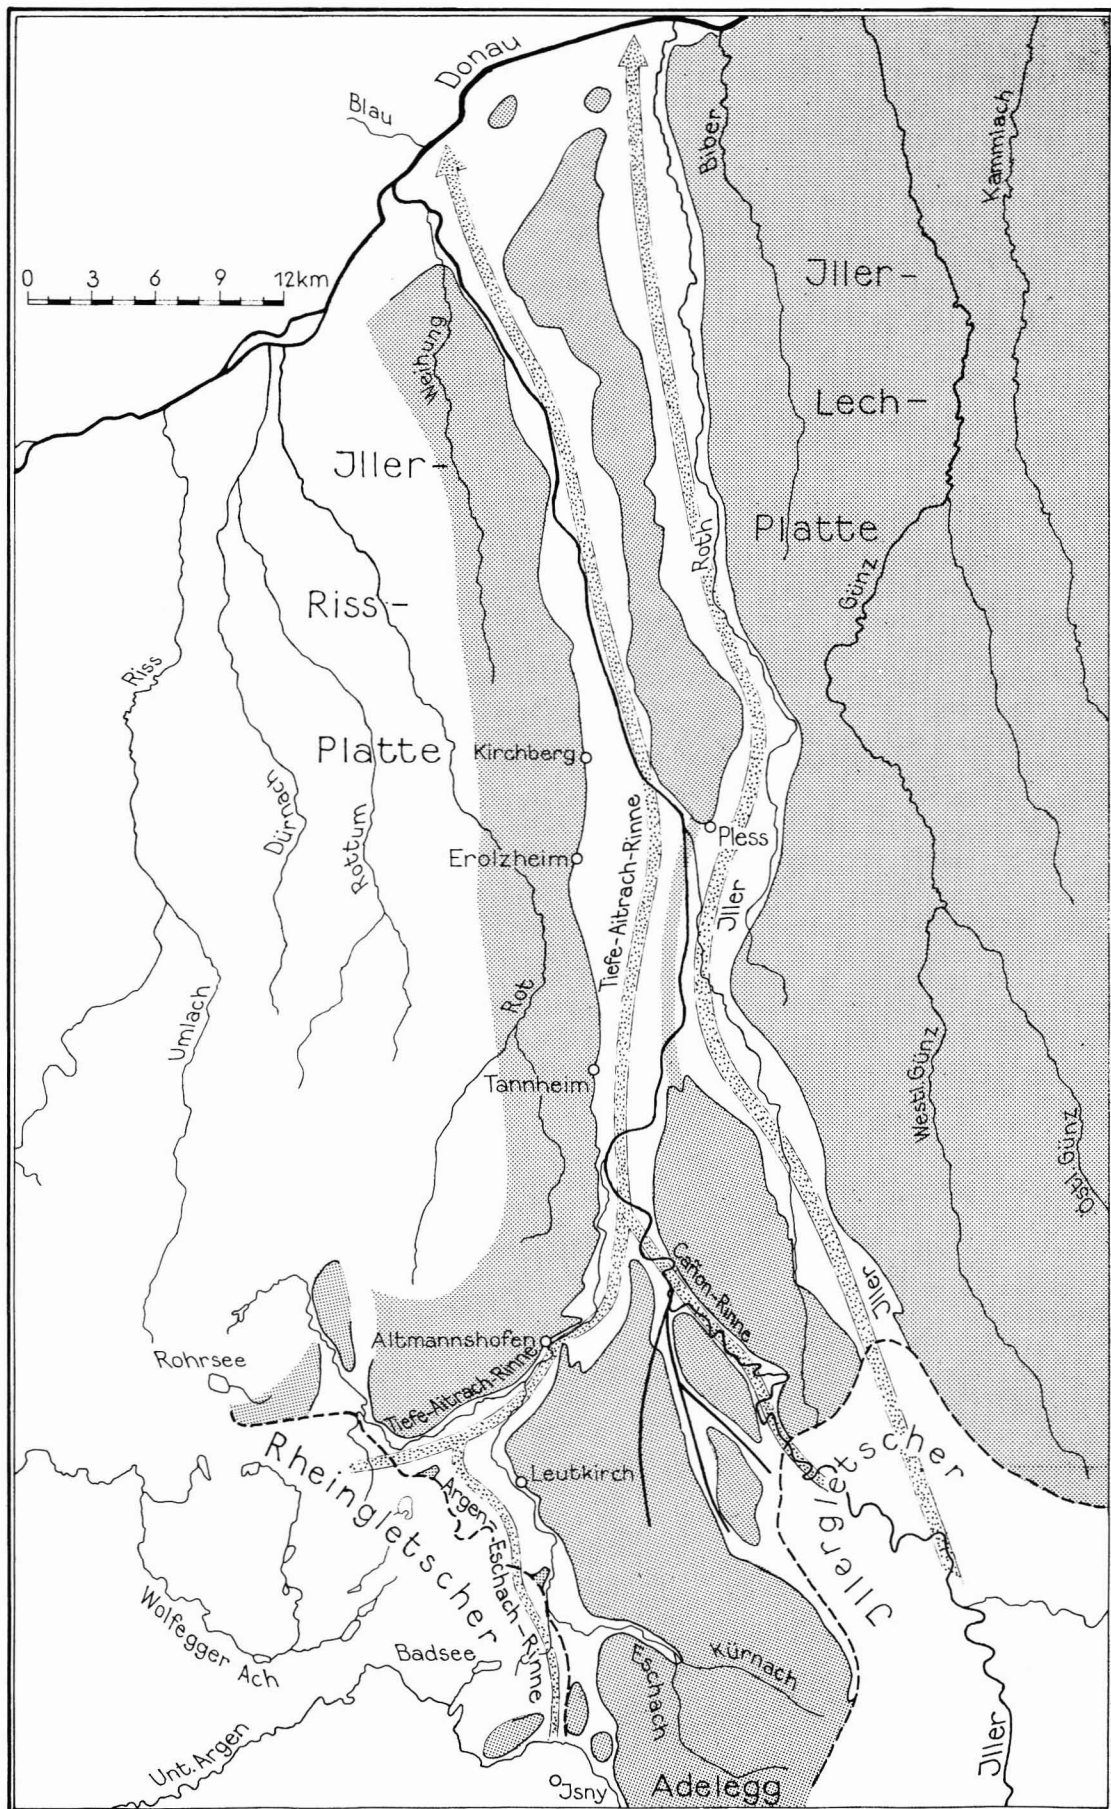 Donau
Blau
Biber
Kammlach
0 3 6 9 12km
Jller-
Lech-
Platte
Weihung
Jller-
Riss-
Platte
Roth
Günz
Riss
Kirchberg
Dürnach
Rottum
Erolzheim
Tiefe-Aitrach-Rinne
Pless
Jller
Rot
Umlach
Tannheim
Westl. Günz
Östl. Günz
Cañon-Rinne
Jller
Altmannshofen
Rohrsee
Tiefe-Aitrach-Rinne
Rheingletscher
Leutkirch
Argen-Eschach-Rinne
Jllergletscher
Wolfegger Ach
Badsee
Eschach
Kürnach
Unt. Argen
Jller
Jsny
Adelegg